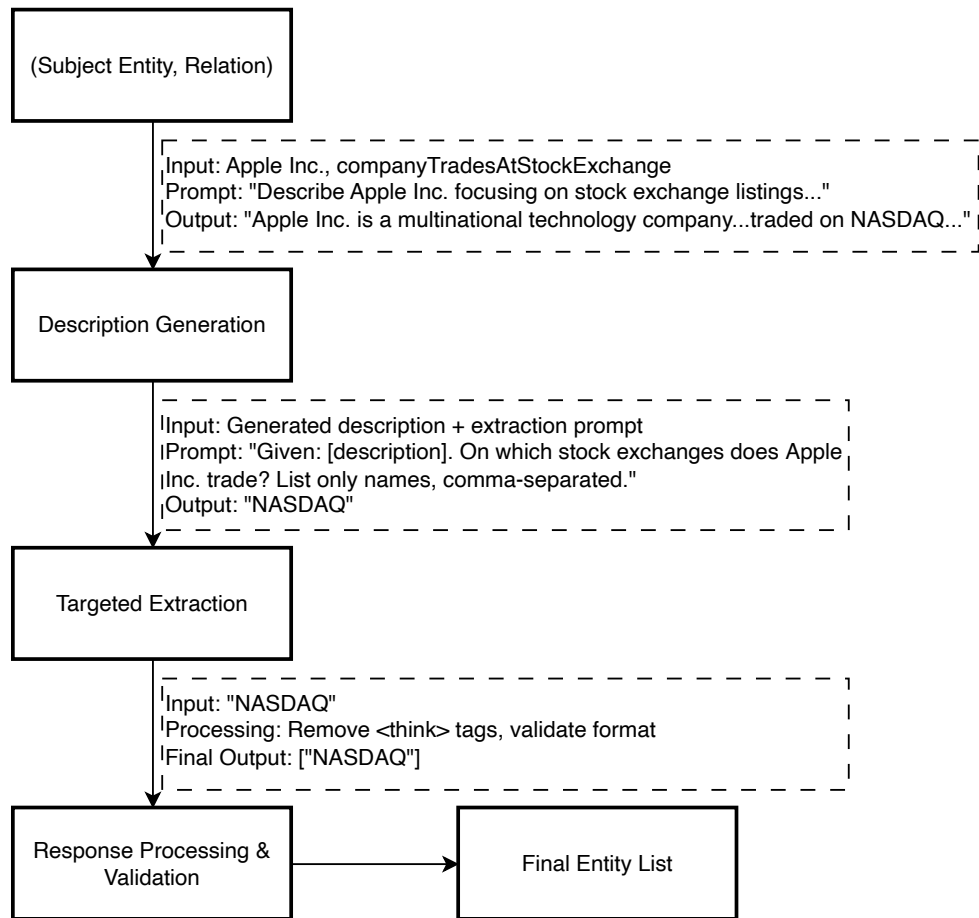 (Subject Entity, Relation)
Input: Apple Inc., companyTradesAtStockExchange
Prompt: "Describe Apple Inc. focusing on stock exchange listings..."
Output: "Apple Inc. is a multinational technology company...traded on NASDAQ..."
Description Generation
Input: Generated description + extraction prompt
Prompt: "Given: [description]. On which stock exchanges does Apple
Inc. trade? List only names, comma-separated."
Output: "NASDAQ"
Targeted Extraction
Input: "NASDAQ"
Processing: Remove <think> tags, validate format
Final Output: ["NASDAQ"]
Response Processing &
Validation
Final Entity List